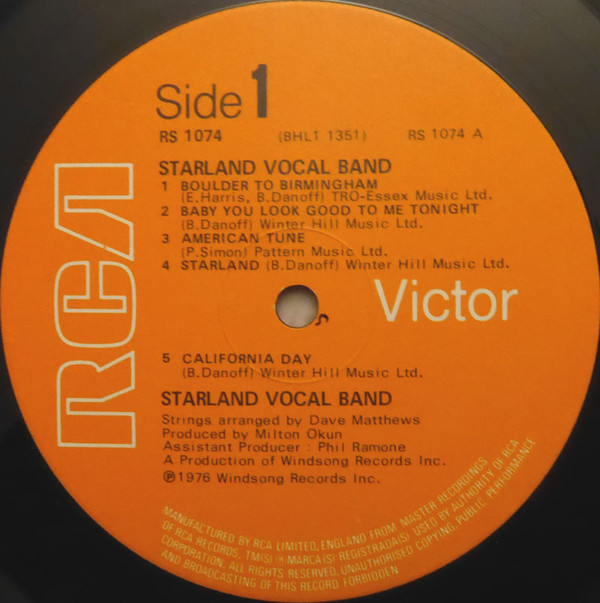 Side 1
RS 1074 (BHL1 1351) RS 1074 A
STARLAND VOCAL BAND
1 BOULDER TO BIRMINGHAM
(E.Harris, B.Danoff) TRO-Essex Music Ltd.
2 BABY YOU LOOK GOOD TO ME TONIGHT
(B.Danoff) Winter Hill Music Ltd.
3 AMERICAN TUNE
(P.Simon) Pattern Music Ltd.
4 STARLAND (B.Danoff) Winter Hill Music Ltd.
RCA
Victor
5 CALIFORNIA DAY
(B.Danoff) Winter Hill Music Ltd.
STARLAND VOCAL BAND
Strings arranged by Dave Matthews
Produced by Milton Okun
Assistant Producer : Phil Ramone
A Production of Windsong Records Inc.
℗1976 Windsong Records Inc.
MANUFACTURED BY RCA LIMITED, ENGLAND FROM MASTER RECORDINGS
OF RCA RECORDS. TM(S) ® MARCA(S) REGISTRADA(S) USED BY AUTHORITY OF RCA
CORPORATION. ALL RIGHTS RESERVED. UNAUTHORISED COPYING, PUBLIC PERFORMANCE
AND BROADCASTING OF THIS RECORD FORBIDDEN